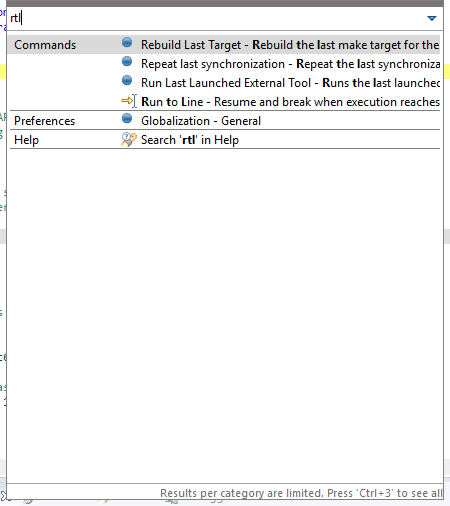 rtl
Commands
Rebuild Last Target - Rebuild the last make target for the
Repeat last synchronization - Repeat the last synchroniza
Run Last Launched External Tool - Runs the last launched
Run to Line - Resume and break when execution reaches
Preferences
Globalization - General
Help
Search 'rtl' in Help
Results per category are limited. Press 'Ctrl+3' to see all